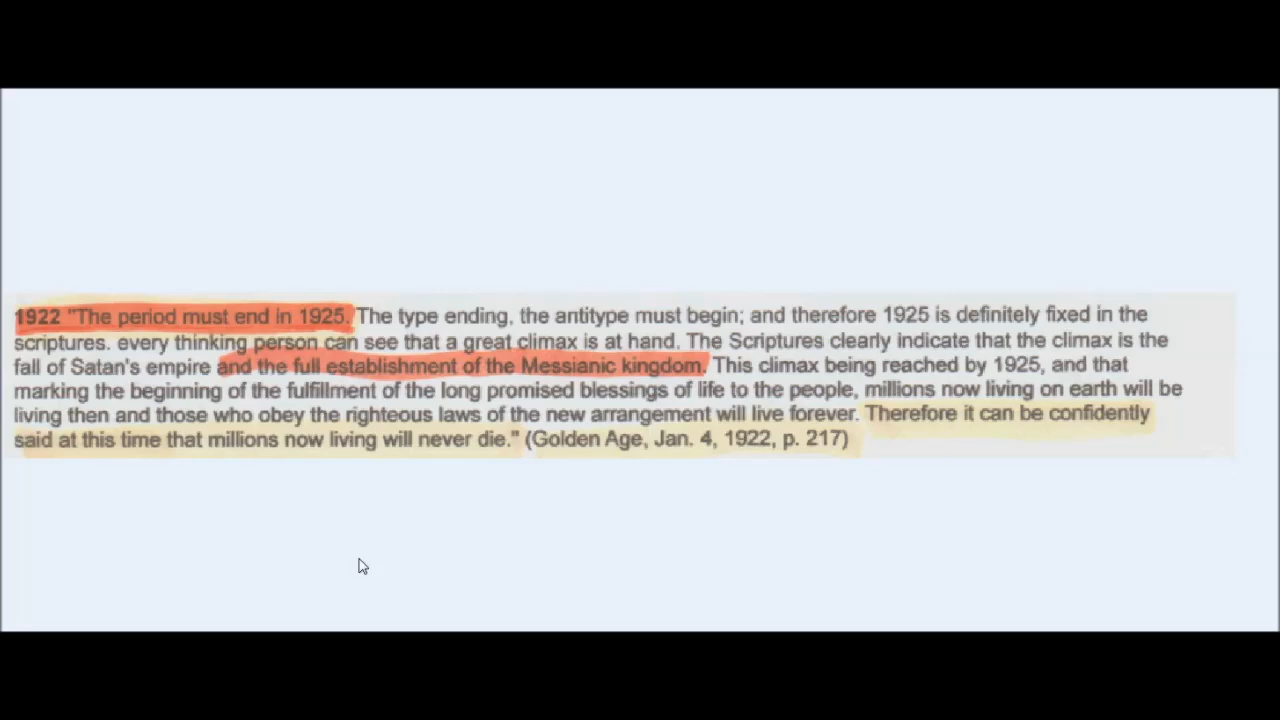 1922 "The period must end in 1925. The type ending, the antitype must begin; and therefore 1925 is definitely fixed in the
scriptures. every thinking person can see that a great climax is at hand. The Scriptures clearly indicate that the climax is the
fall of Satan's empire and the full establishment of the Messianic kingdom. This climax being reached by 1925, and that
marking the beginning of the fulfillment of the long promised blessings of life to the people, millions now living on earth will be
living then and those who obey the righteous laws of the new arrangement will live forever. Therefore it can be confidently
said at this time that millions now living will never die." (Golden Age, Jan. 4, 1922, p. 217)